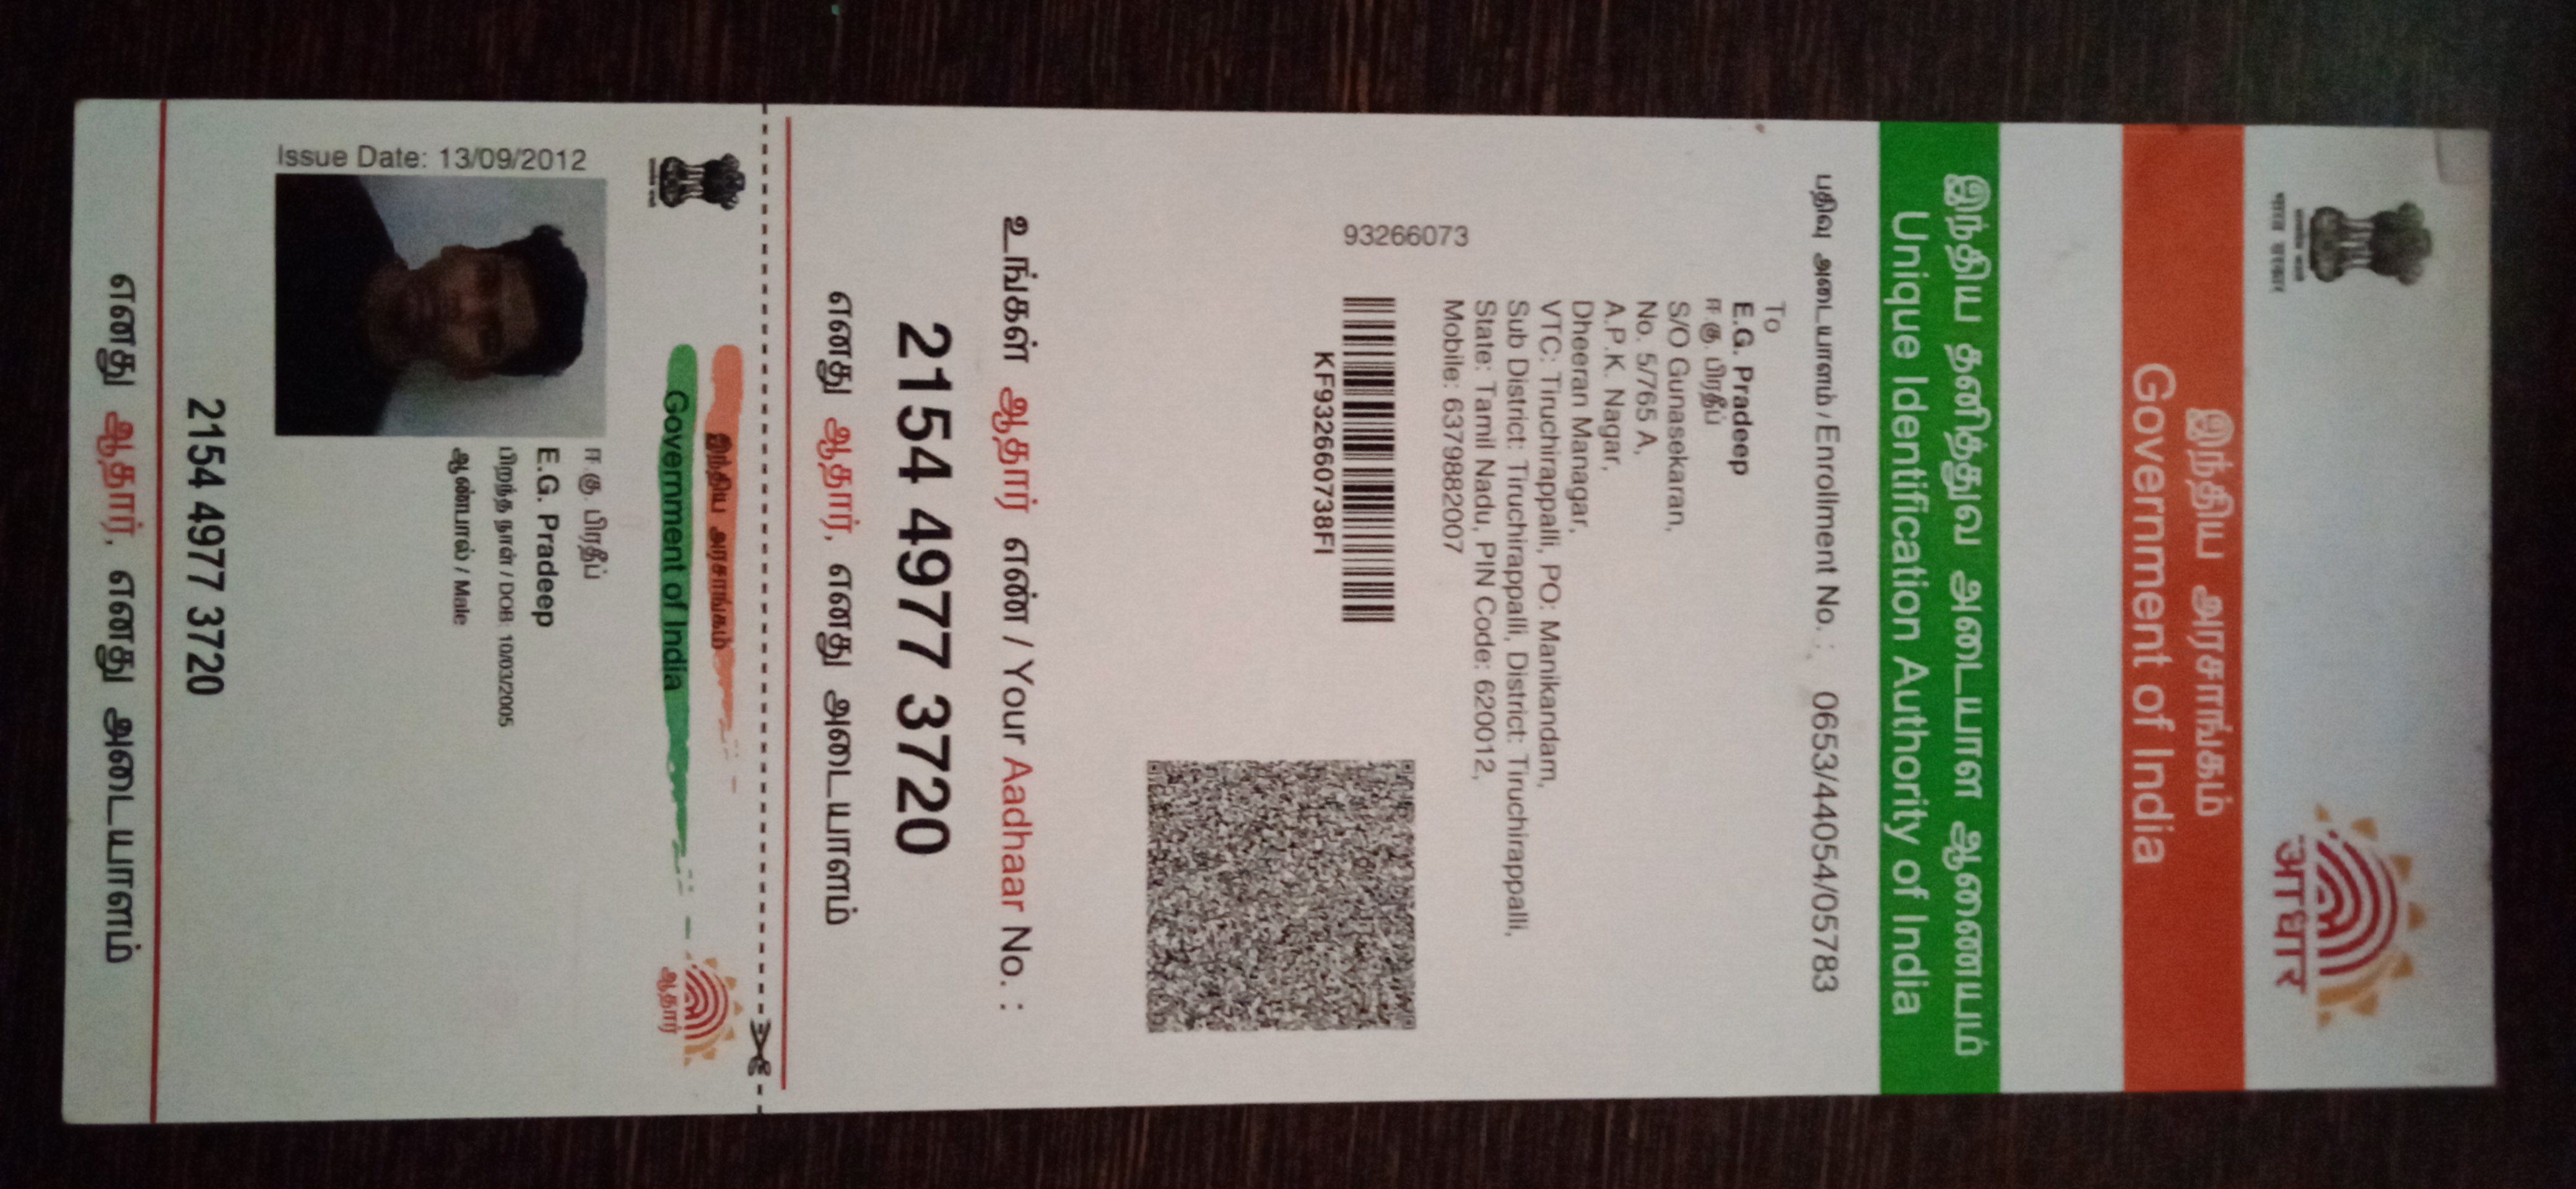 भारत सरकार
आधार
இந்திய அரசாங்கம்
Government of India
இந்திய தனித்துவ அடையாள ஆணையம்
Unique Identification Authority of India
பதிவு அடையாளம் / Enrollment No. : 0653/44054/05783
To
E.G. Pradeep
ஈ.கு. பிரதீப்
S/O Gunasekaran,
No. 5/765 A,
A.P.K. Nagar,
Dheeran Managar,
VTC: Tiruchirappalli, PO: Manikandam,
Sub District: Tiruchirappalli, District: Tiruchirappalli,
State: Tamil Nadu, PIN Code: 620012,
Mobile: 6379882007
93266073
KF932660738FI
உங்கள் ஆதார் எண் / Your Aadhaar No. :
2154 4977 3720
எனது ஆதார், எனது அடையாளம்
இந்திய அரசாங்கம்
Government of India
ஆதார்
Issue Date: 13/09/2012
ஈ.கு. பிரதீப்
E.G. Pradeep
பிறந்த நாள் / DOB: 10/03/2005
ஆண்பால் / Male
2154 4977 3720
எனது ஆதார், எனது அடையாளம்